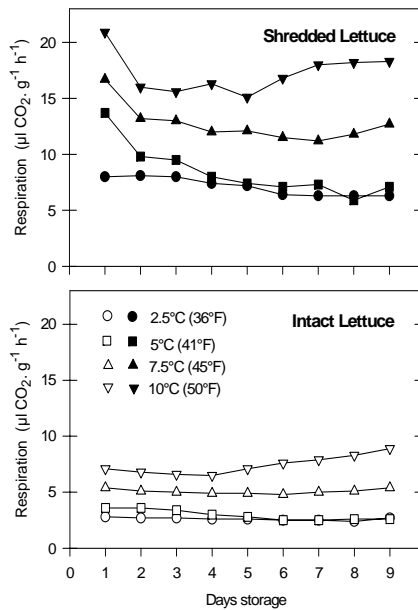 Shredded Lettuce
Respiration (µl CO2. g-1 h-1)
20
15
10
5
0
Intact Lettuce
2.5°C (36°F)
5°C (41°F)
7.5°C (45°F)
10°C (50°F)
Respiration (µl CO2. g-1 h-1)
20
15
10
5
0
0 1 2 3 4 5 6 7 8 9
Days storage